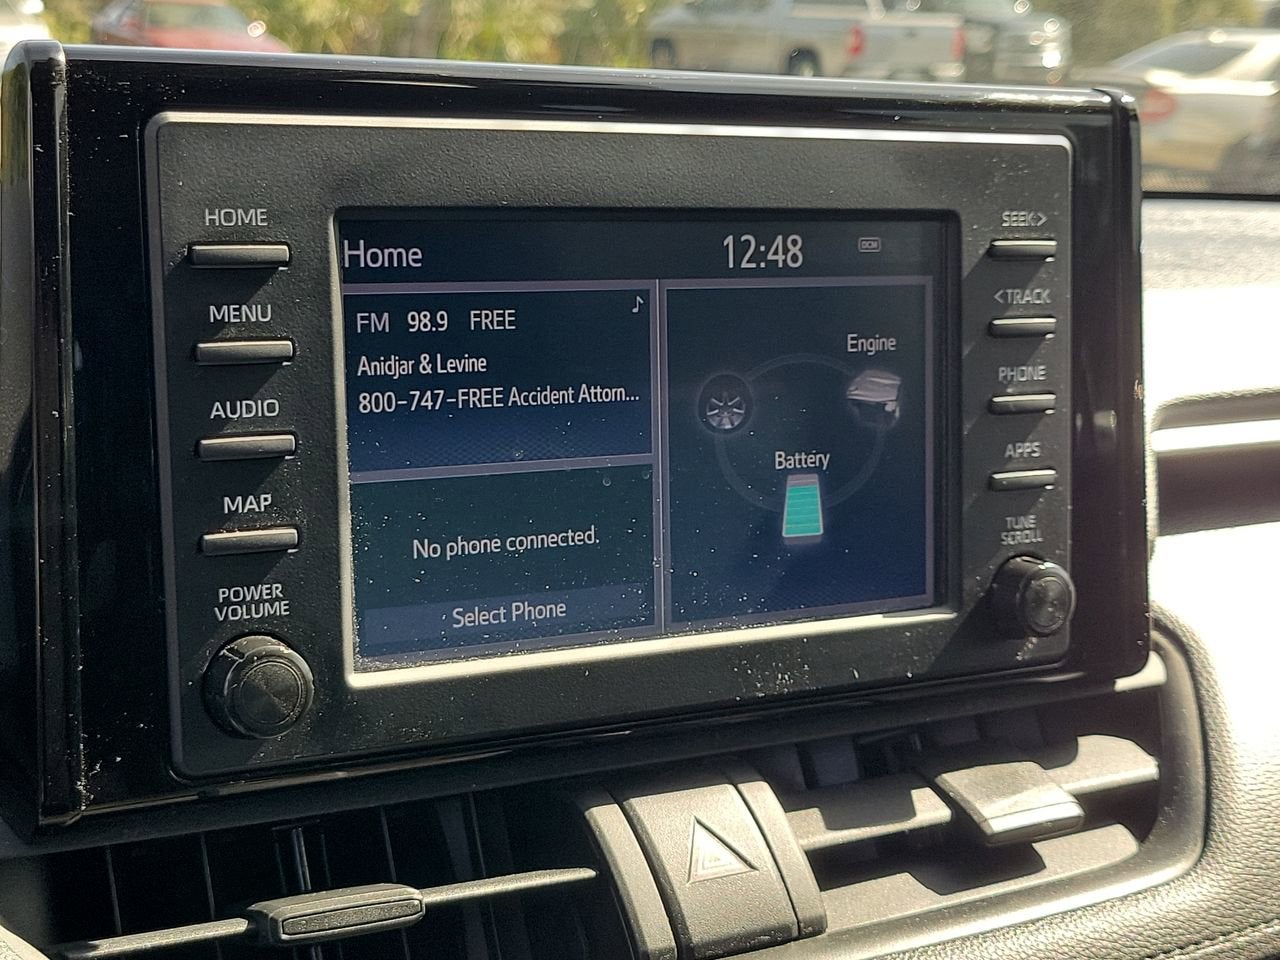 HOME
MENU
AUDIO
MAP
POWER
VOLUME
Home 12:48 DCM
FM 98.9 FREE
Anidjar & Levine
800-747-FREE Accident Attorn...
No phone connected.
Select Phone
Engine
Battery
SEEK>
<TRACK
PHONE
APPS
TUNE
SCROLL